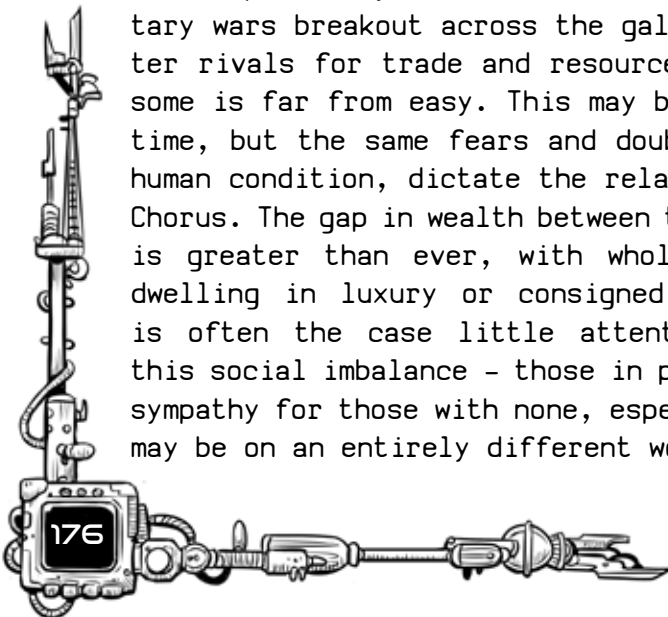 tary wars breakout across the gal
ter rivals for trade and resource
some is far from easy. This may b
time, but the same fears and doub
human condition, dictate the rela
Chorus. The gap in wealth between t
is greater than ever, with whol
dwelling in luxury or consigned
is often the case little attent
this social imbalance – those in p
sympathy for those with none, espe
may be on an entirely different w
176